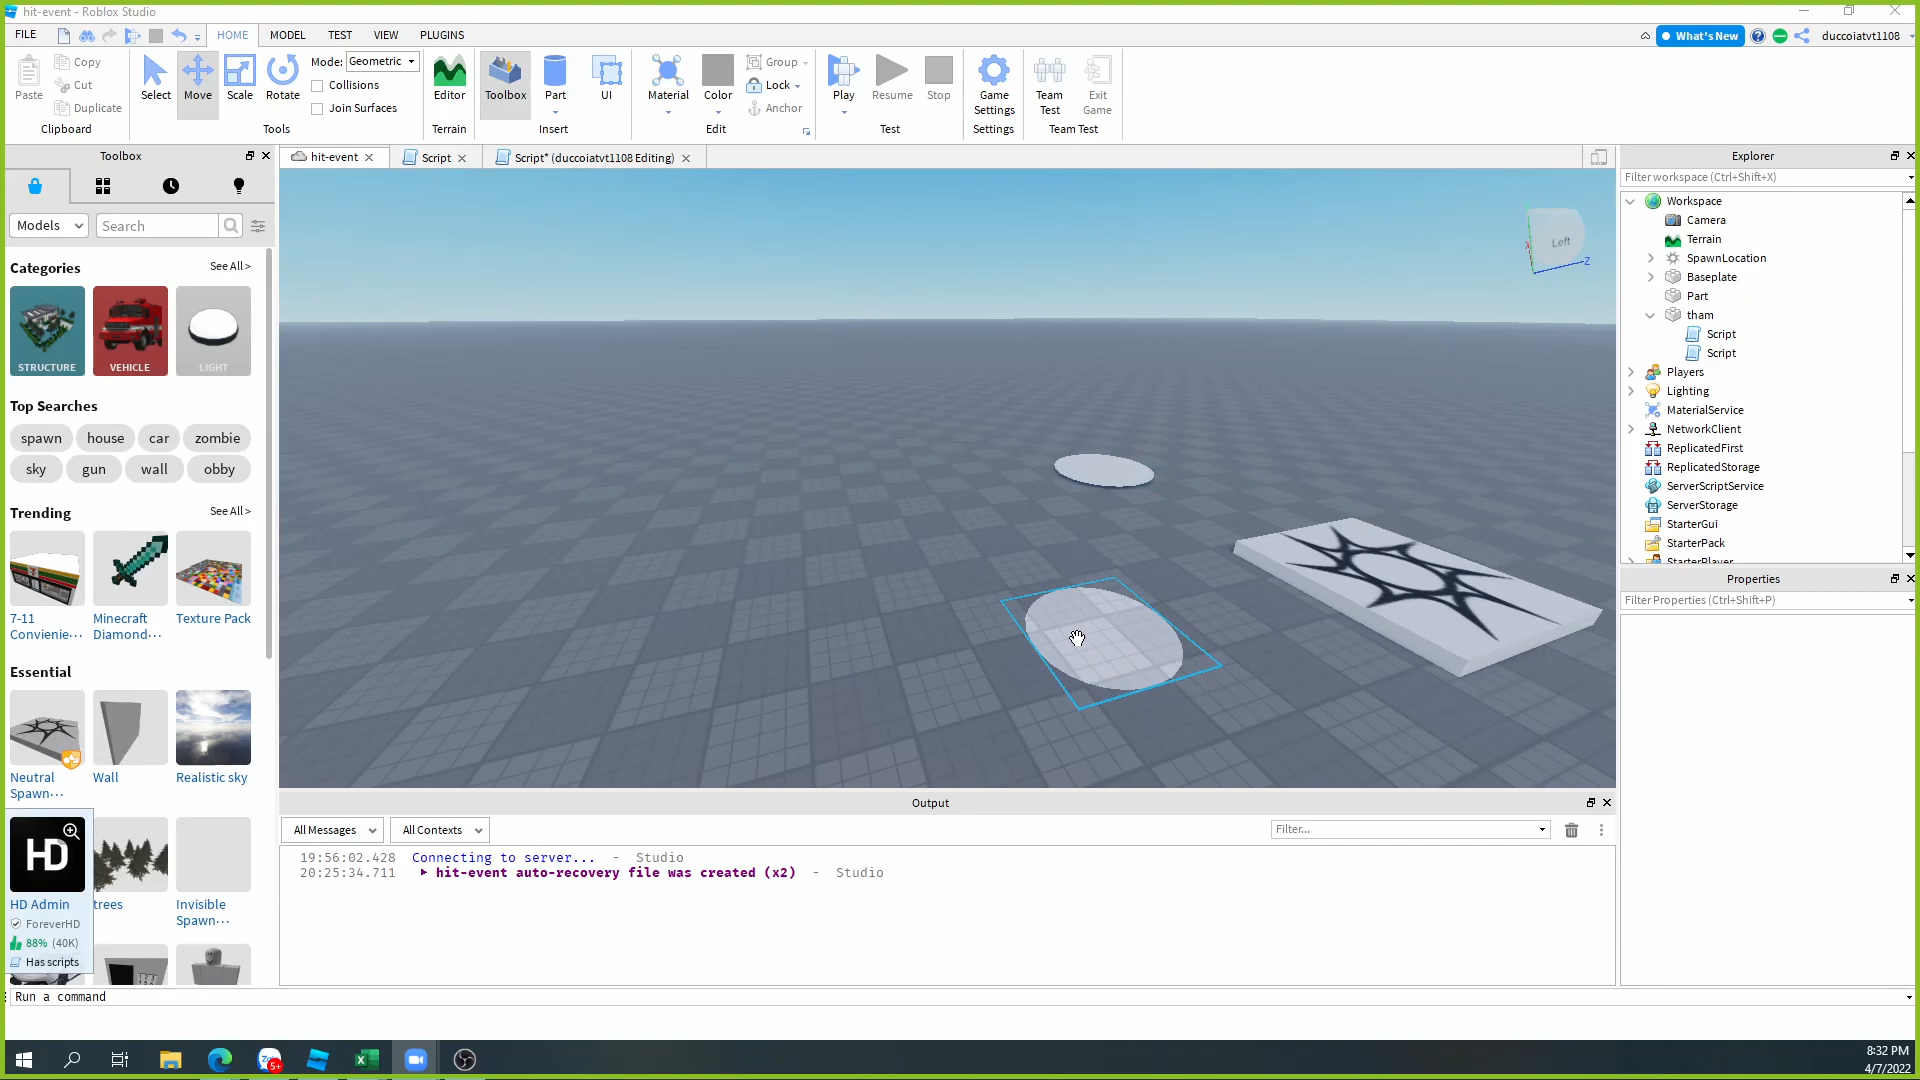 hit-event - Roblox Studio
FILE
HOME
MODEL
TEST
VIEW
PLUGINS
What's New
duccoiatvt1108
Paste
Copy
Cut
Duplicate
Clipboard
Select
Move
Scale
Rotate
Mode: Geometric
Collisions
Join Surfaces
Tools
Editor
Terrain
Toolbox
Part
UI
Insert
Material
Color
Group
Lock
Anchor
Edit
Play
Resume
Stop
Test
Game
Settings
Settings
Team
Test
Exit
Game
Team Test
Toolbox
hit-event
Script
Script* (duccoiatvt1108 Editing)
Models
Search
Categories
See All >
STRUCTURE
VEHICLE
LIGHT
Top Searches
spawn house car zombie
sky gun wall obby
Trending
See All >
7-11
Convienie...
Minecraft
Diamond...
Texture Pack
Essential
Neutral
Spawn...
Wall
Realistic sky
HD
HD Admin
ForeverHD
88% (40K)
Has scripts
trees
Invisible
Spawn...
Left
X
Z
Output
All Messages
All Contexts
Filter...
19:56:02.428 Connecting to server... - Studio
20:25:34.711 hit-event auto-recovery file was created (x2) - Studio
Run a command
Explorer
Filter workspace (Ctrl+Shift+X)
Workspace
Camera
Terrain
SpawnLocation
Baseplate
Part
tham
Script
Script
Players
Lighting
MaterialService
NetworkClient
ReplicatedFirst
ReplicatedStorage
ServerScriptService
ServerStorage
StarterGui
StarterPack
StarterPlayer
Properties
Filter Properties (Ctrl+Shift+P)
5+
8:32 PM
4/7/2022